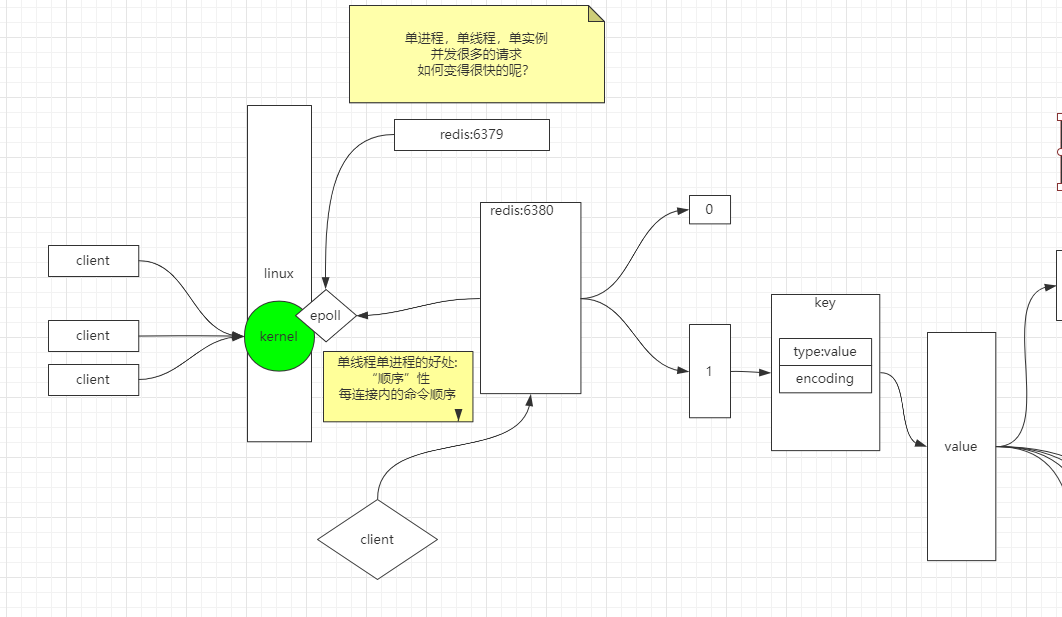 单进程，单线程，单实例
并发很多的请求
如何变得很快的呢？
redis:6379
redis:6380
0
client
linux
kernel
epoll
client
client
单线程单进程的好处:
“顺序”性
每连接内的命令顺序
client
1
key
type:value
encoding
value